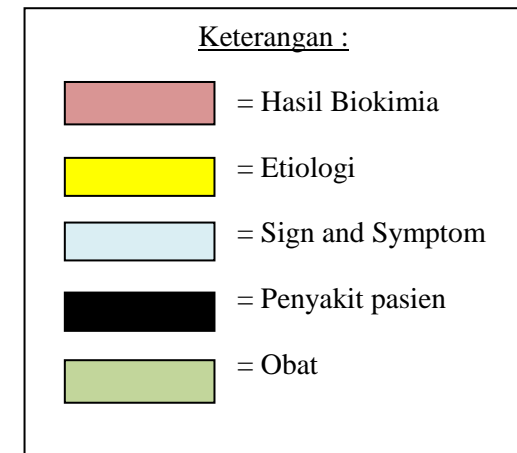 Keterangan :
= Hasil Biokimia
= Etiologi
= Sign and Symptom
= Penyakit pasien
= Obat